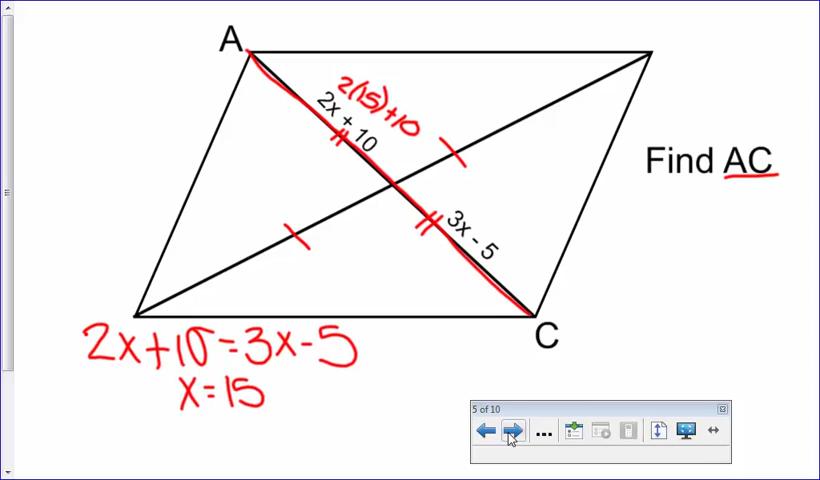 A
2(15)+10
2x + 10
Find AC
3x - 5
C
2x+10=3x-5
x=15
5 of 10
...